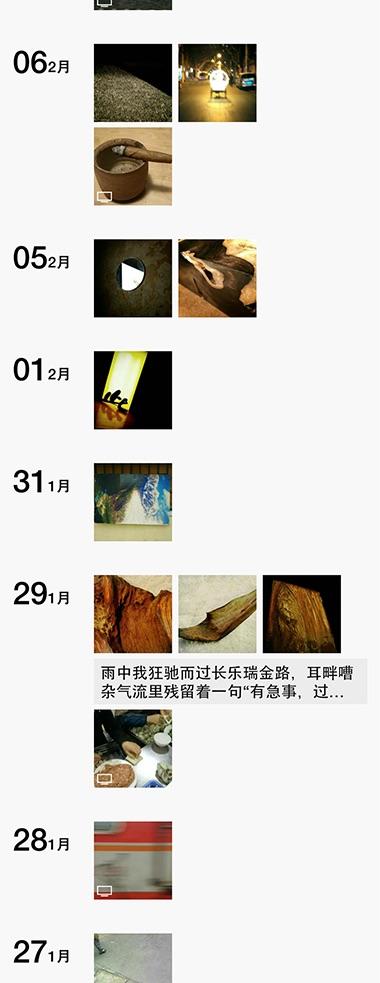 06 2月
05 2月
01 2月
31 1月
29 1月
雨中我狂驰而过长乐瑞金路，耳畔嘈
杂气流里残留着一句“有急事，过…
28 1月
27 1月